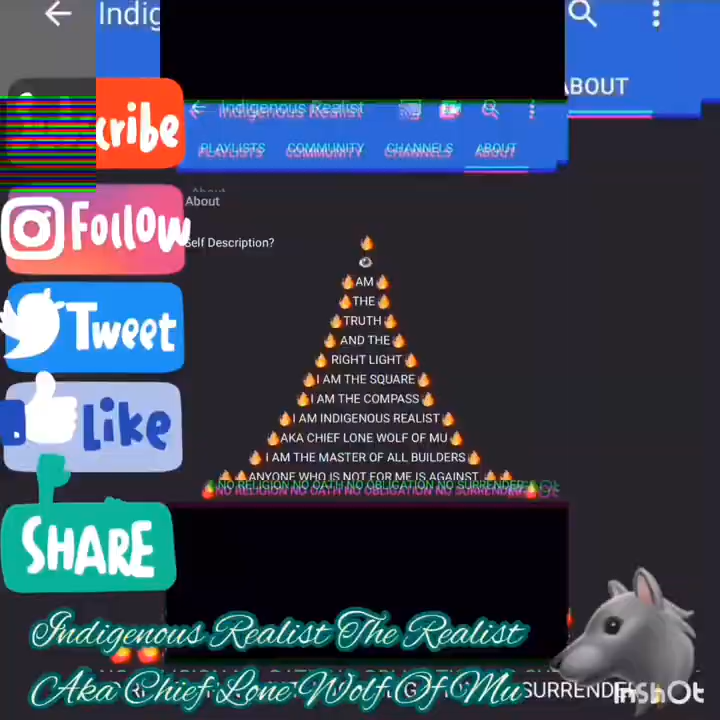 Indig
ABOUT
Subscribe
Indigenous Realist
PLAYLISTS COMMUNITY CHANNELS ABOUT
About
Self Description?
Follow
🔥
👁
🔥AM🔥
🔥THE🔥
🔥TRUTH🔥
🔥 AND THE🔥
Tweet
🔥 RIGHT LIGHT🔥
🔥I AM THE SQUARE🔥
🔥I AM THE COMPASS🔥
🔥I AM INDIGENOUS REALIST🔥
Like
🔥AKA CHIEF LONE WOLF OF MU🔥
🔥 I AM THE MASTER OF ALL BUILDERS🔥
🔥🔥ANYONE WHO IS NOT FOR ME IS AGAINST 🔥🔥
🔥NO RELIGION NO OATH NO OBLIGATION NO SURRENDER🔥
SHARE
Indigenous Realist The Realist
Aka Chief Lone Wolf Of Mu
SURRENDER
InShOt